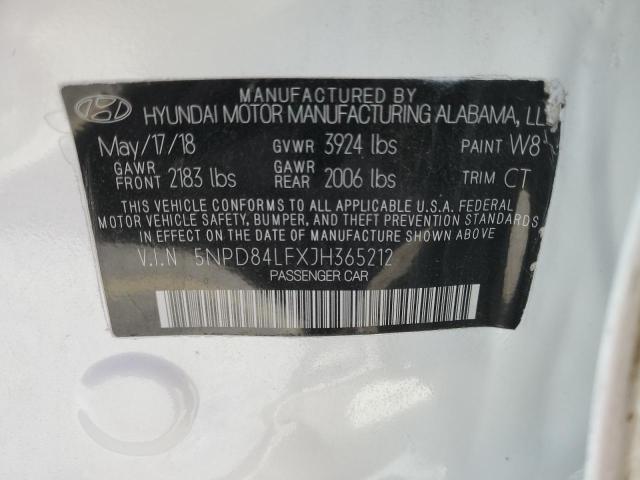 MANUFACTURED BY
HYUNDAI MOTOR MANUFACTURING ALABAMA,
May/17/18 GVWR 3924 lbs PAINT W8
GAWR FRONT 2183 lbs GAWR REAR 2006 lbs TRIM CT
THIS VEHICLE CONFORMS TO ALL APPLICABLE U.S.A. FEDERAL
MOTOR VEHICLE SAFETY, BUMPER, AND THEFT PREVENTION STANDARDS
IN EFFECT ON THE DATE OF MANUFACTURE SHOWN ABOVE.
V.I.N 5NPD84LFXJH365212
PASSENGER CAR